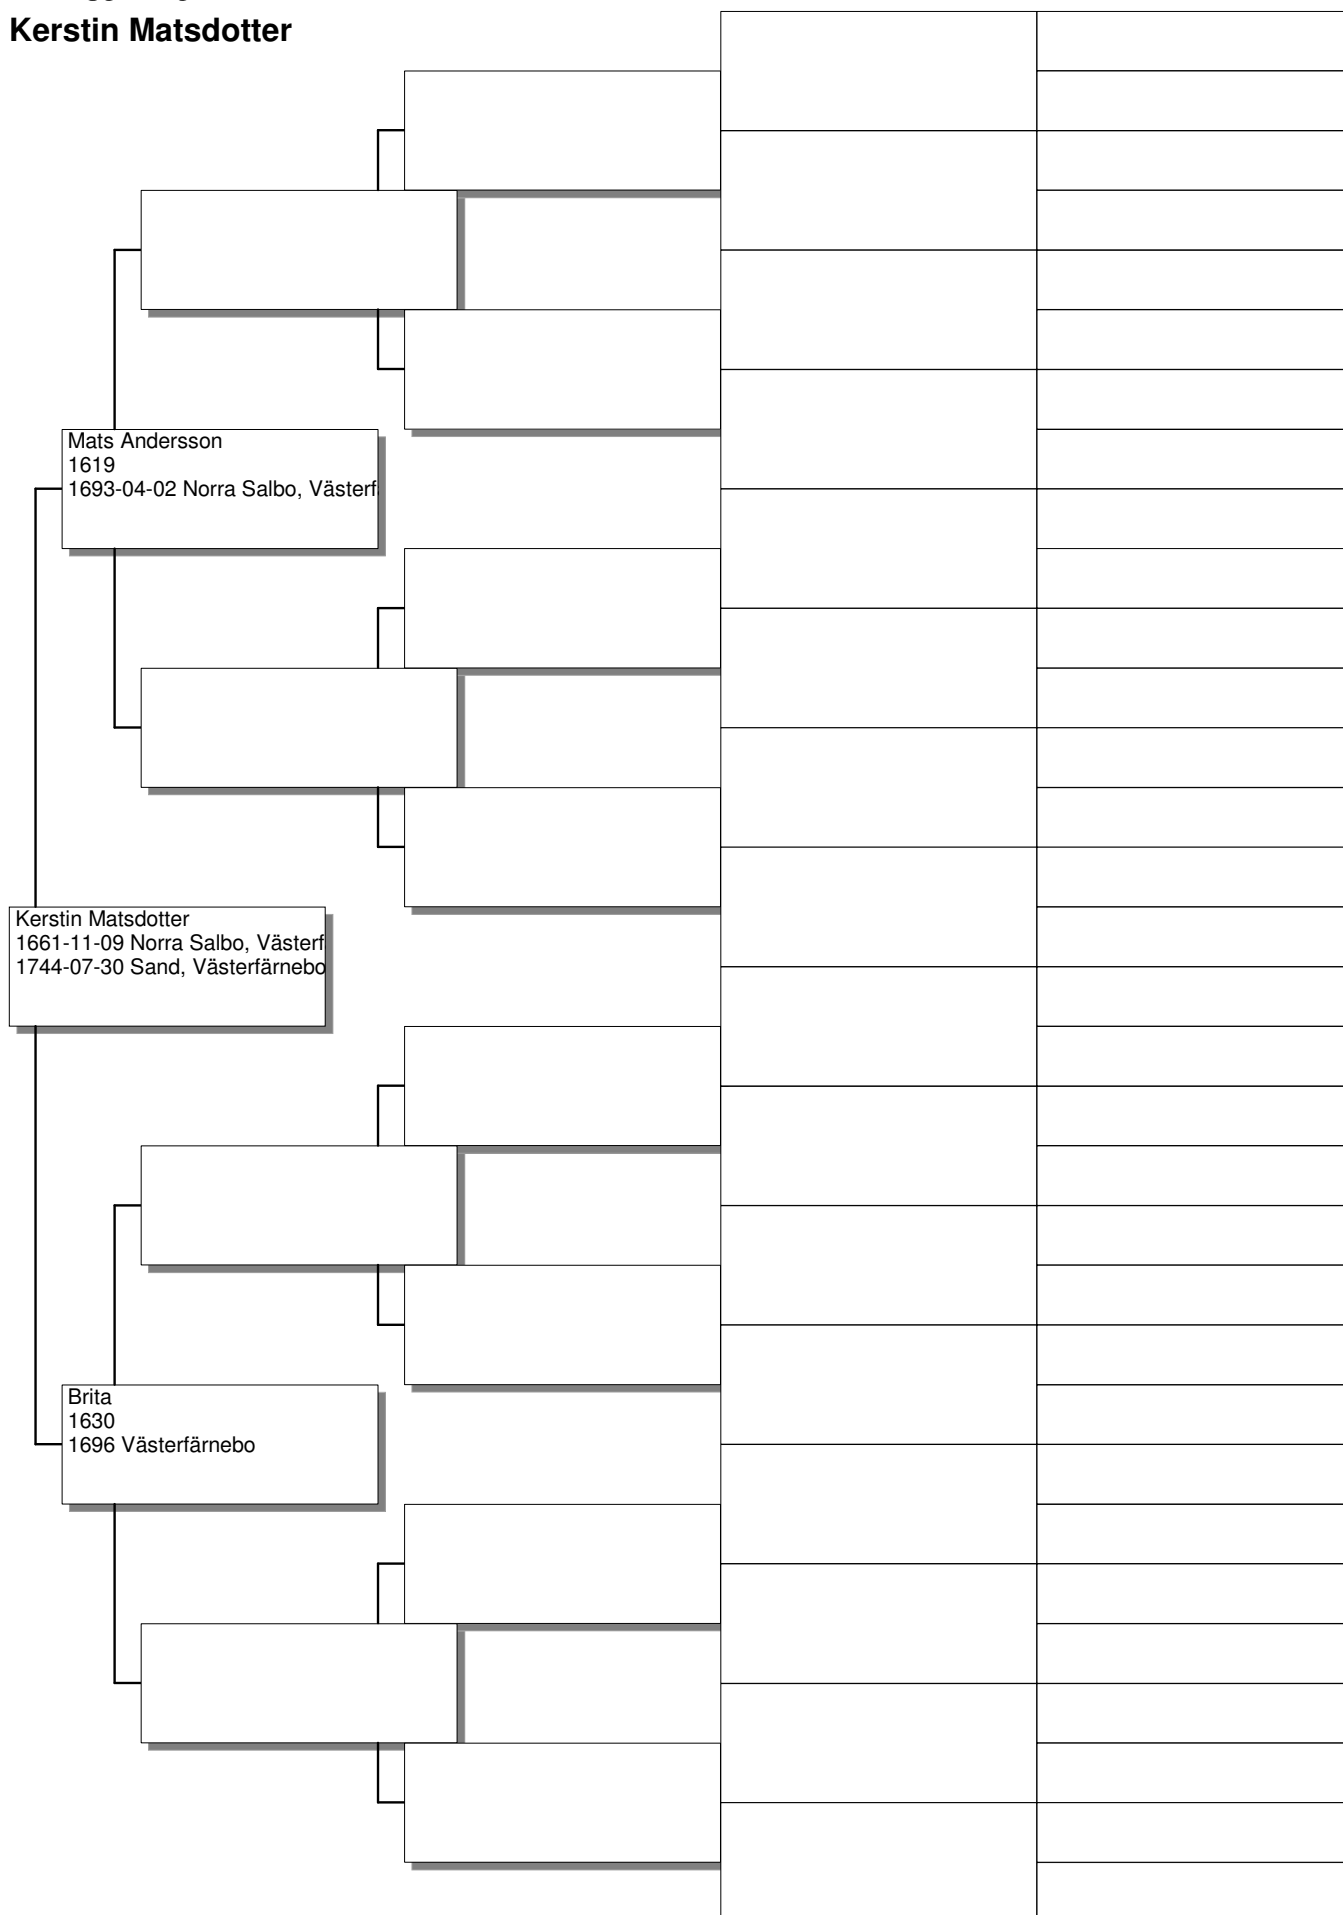 Kerstin Matsdotter
Mats Andersson
1619
1693-04-02 Norra Salbo, Västerf
Kerstin Matsdotter
1661-11-09 Norra Salbo, Västerf
1744-07-30 Sand, Västerfärnebo
Brita
1630
1696 Västerfärnebo